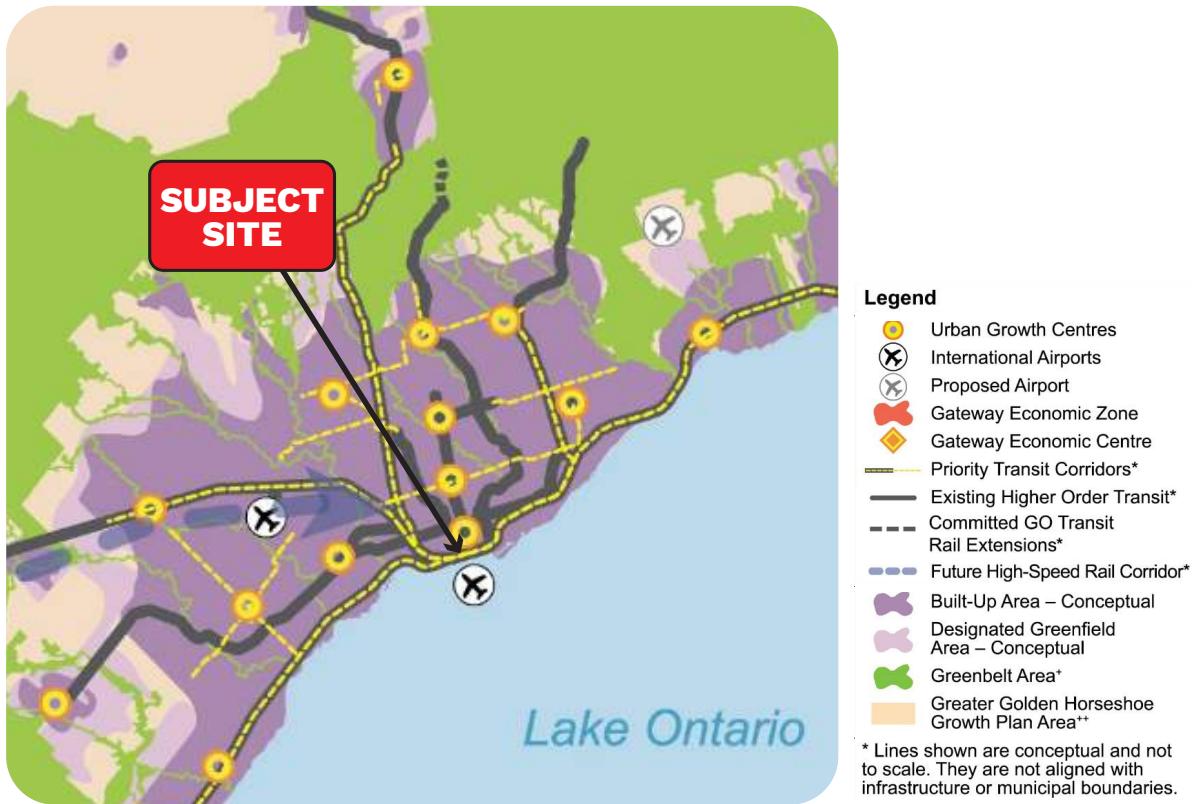 SUBJECT
SITE
Lake Ontario
Legend
Urban Growth Centres
International Airports
Proposed Airport
Gateway Economic Zone
Gateway Economic Centre
Priority Transit Corridors*
Existing Higher Order Transit*
Committed GO Transit
Rail Extensions*
Future High-Speed Rail Corridor*
Built-Up Area – Conceptual
Designated Greenfield
Area – Conceptual
Greenbelt Area+
Greater Golden Horseshoe
Growth Plan Area++
* Lines shown are conceptual and not
to scale. They are not aligned with
infrastructure or municipal boundaries.